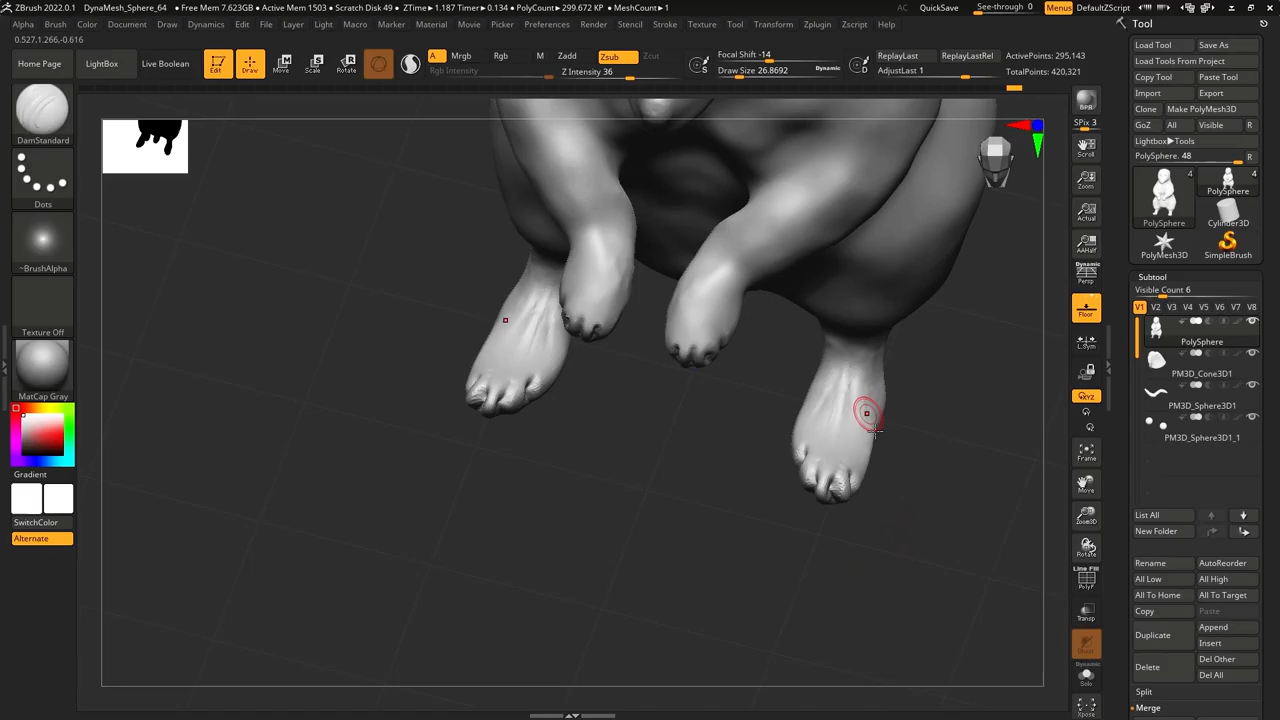 ZBrush 2022.0.1 DynaMesh_Sphere_64 ● Free Mem 7.623GB ● Active Mem 1503 ● Scratch Disk 49 ● ZTime▸1.187 Timer▸0.134 ● PolyCount▸299.672 KP ● MeshCount▸1 AC QuickSave See-through 0 Menus DefaultZScript
Alpha Brush Color Document Draw Dynamics Edit File Layer Light Macro Marker Material Movie Picker Preferences Render Stencil Stroke Texture Tool Transform Zplugin Zscript Help
0.527,1.266,-0.616
Home Page LightBox Live Boolean Edit Draw Move Scale Rotate
A Mrgb Rgb M Zadd Zsub Zcut
Rgb Intensity Z Intensity 36
Focal Shift -14
Draw Size 26.8692 Dynamic
S D
ReplayLast ReplayLastRel
AdjustLast 1
ActivePoints: 295,143
TotalPoints: 420,321
DamStandard
Dots
~BrushAlpha
Texture Off
MatCap Gray
Gradient
SwitchColor
Alternate
BPR
SPix 3
Scroll
Zoom
Actual
AAHalf
Dynamic
Persp
Floor
L.Sym
XYZ
Frame
Move
Zoom3D
Rotate
Line Fill
PolyF
Transp
Dynamic
Solo
Xpose
Tool
Load Tool Save As
Load Tools From Project
Copy Tool Paste Tool
Import Export
Clone Make PolyMesh3D
GoZ All Visible R
Lightbox▸Tools
PolySphere. 48 R
4 4
PolySphere
PolySphere Cylinder3D
PolyMesh3D SimpleBrush
Subtool
Visible Count 6
V1 V2 V3 V4 V5 V6 V7 V8
PolySphere
PM3D_Cone3D1
PM3D_Sphere3D1
PM3D_Sphere3D1_1
List All
New Folder
Rename AutoReorder
All Low All High
All To Home All To Target
Copy Paste
Duplicate Append
Insert
Delete Del Other
Del All
Split
Merge